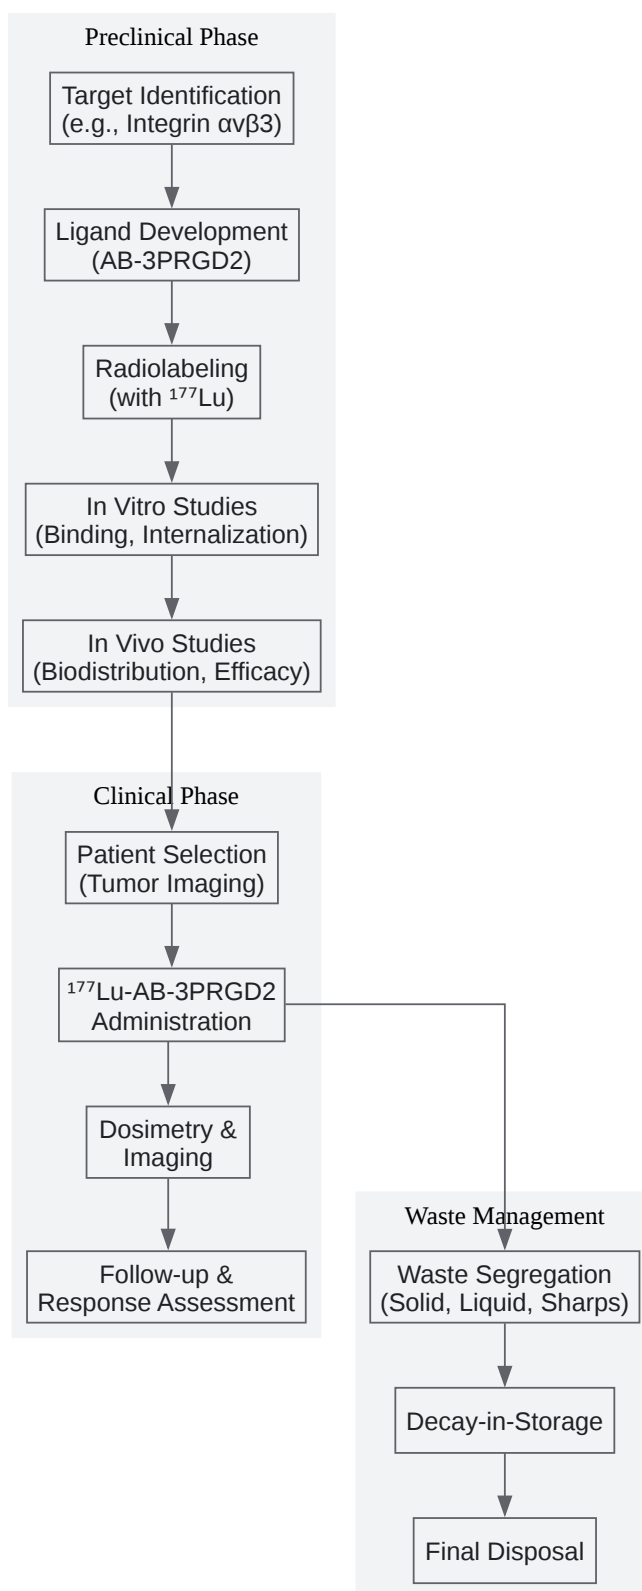 Preclinical Phase
Target Identification
(e.g., Integrin αvβ3)
Ligand Development
(AB-3PRGD2)
Radiolabeling
(with ¹⁷⁷Lu)
In Vitro Studies
(Binding, Internalization)
In Vivo Studies
(Biodistribution, Efficacy)
Clinical Phase
Patient Selection
(Tumor Imaging)
¹⁷⁷Lu-AB-3PRGD2
Administration
Dosimetry &
Imaging
Follow-up &
Response Assessment
Waste Management
Waste Segregation
(Solid, Liquid, Sharps)
Decay-in-Storage
Final Disposal